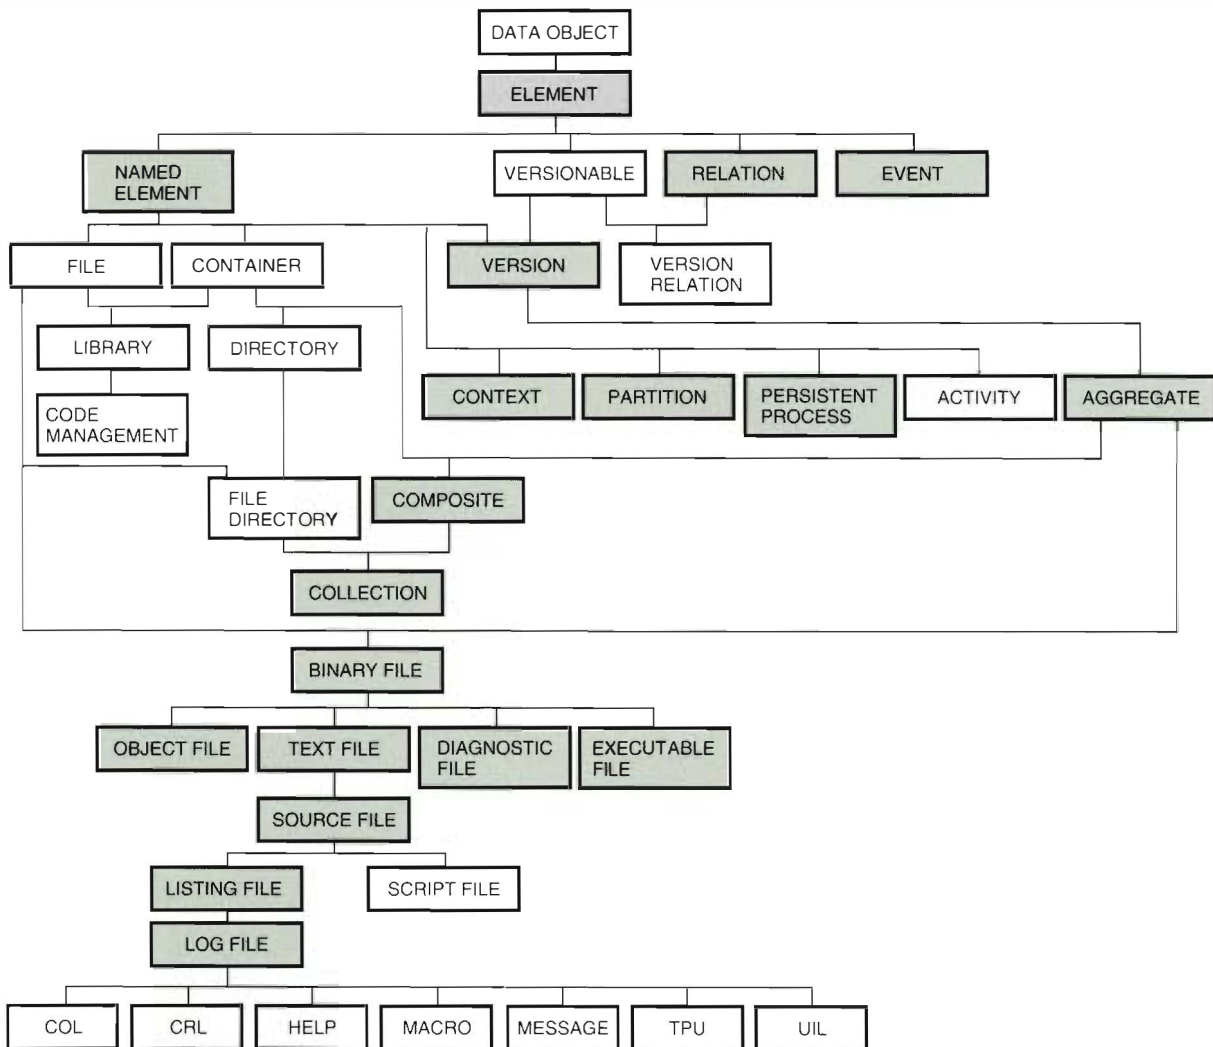 DATA OBJECT
ELEMENT
NAMED
ELEMENT
VERSIONABLE
RELATION
EVENT
FILE
CONTAINER
VERSION
VERSION
RELATION
LIBRARY
DIRECTORY
CONTEXT
PARTITION
PERSISTENT
PROCESS
ACTIVITY
AGGREGATE
CODE
MANAGEMENT
FILE
DIRECTORY
COMPOSITE
COLLECTION
BINARY FILE
OBJECT FILE
TEXT FILE
DIAGNOSTIC
FILE
EXECUTABLE
FILE
SOURCE FILE
LISTING FILE
SCRIPT FILE
LOG FILE
COL
CRL
HELP
MACRO
MESSAGE
TPU
UIL